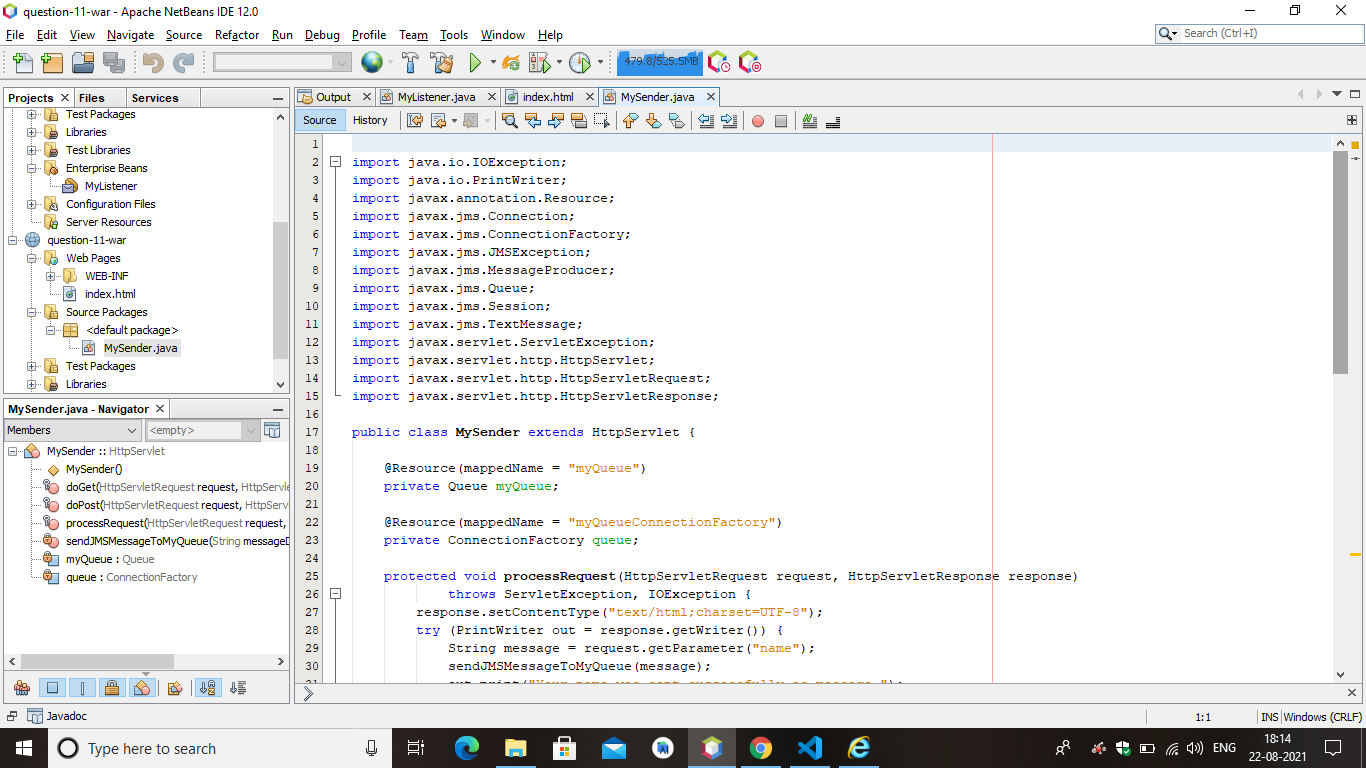 question-11-war - Apache NetBeans IDE 12.0
File Edit View Navigate Source Refactor Run Debug Profile Team Tools Window Help
Search (Ctrl+I)
479.8/525.5MB
Projects Files Services
Test Packages
Libraries
Test Libraries
Enterprise Beans
MyListener
Configuration Files
Server Resources
question-11-war
Web Pages
WEB-INF
index.html
Source Packages
<default package>
MySender.java
Test Packages
Libraries
MySender.java - Navigator
Members <empty>
MySender :: HttpServlet
MySender()
doGet(HttpServletRequest request, HttpServle
doPost(HttpServletRequest request, HttpServ
processRequest(HttpServletRequest request,
sendJMSMessageToMyQueue(String messageD
myQueue : Queue
queue : ConnectionFactory
Output MyListener.java index.html MySender.java
Source History
1
2 import java.io.IOException;
3 import java.io.PrintWriter;
4 import javax.annotation.Resource;
5 import javax.jms.Connection;
6 import javax.jms.ConnectionFactory;
7 import javax.jms.JMSException;
8 import javax.jms.MessageProducer;
9 import javax.jms.Queue;
10 import javax.jms.Session;
11 import javax.jms.TextMessage;
12 import javax.servlet.ServletException;
13 import javax.servlet.http.HttpServlet;
14 import javax.servlet.http.HttpServletRequest;
15 import javax.servlet.http.HttpServletResponse;
16
17 public class MySender extends HttpServlet {
18
19 @Resource(mappedName = "myQueue")
20 private Queue myQueue;
21
22 @Resource(mappedName = "myQueueConnectionFactory")
23 private ConnectionFactory queue;
24
25 protected void processRequest(HttpServletRequest request, HttpServletResponse response)
26 throws ServletException, IOException {
27 response.setContentType("text/html;charset=UTF-8");
28 try (PrintWriter out = response.getWriter()) {
29 String message = request.getParameter("name");
30 sendJMSMessageToMyQueue(message);
Javadoc
1:1 INS Windows (CRLF)
Type here to search
ENG
18:14
22-08-2021